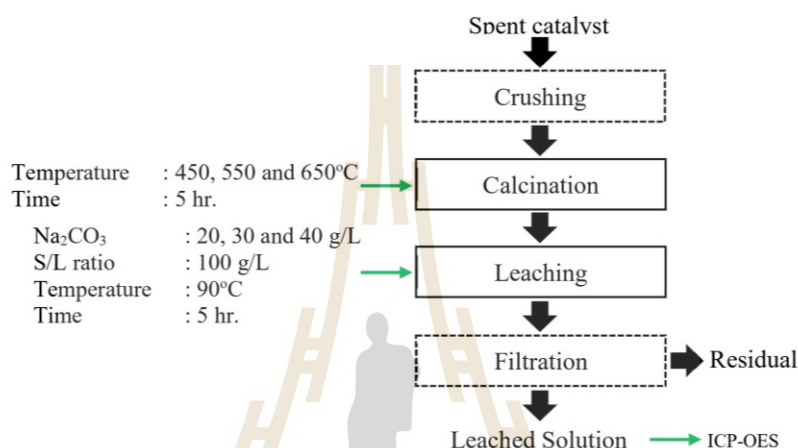 Spent catalyst
Crushing
Temperature : 450, 550 and 650°C
Time : 5 hr.
Calcination
Na₂CO₃ : 20, 30 and 40 g/L
S/L ratio : 100 g/L
Temperature : 90°C
Time : 5 hr.
Leaching
Filtration
Residual
Leached Solution
ICP-OES